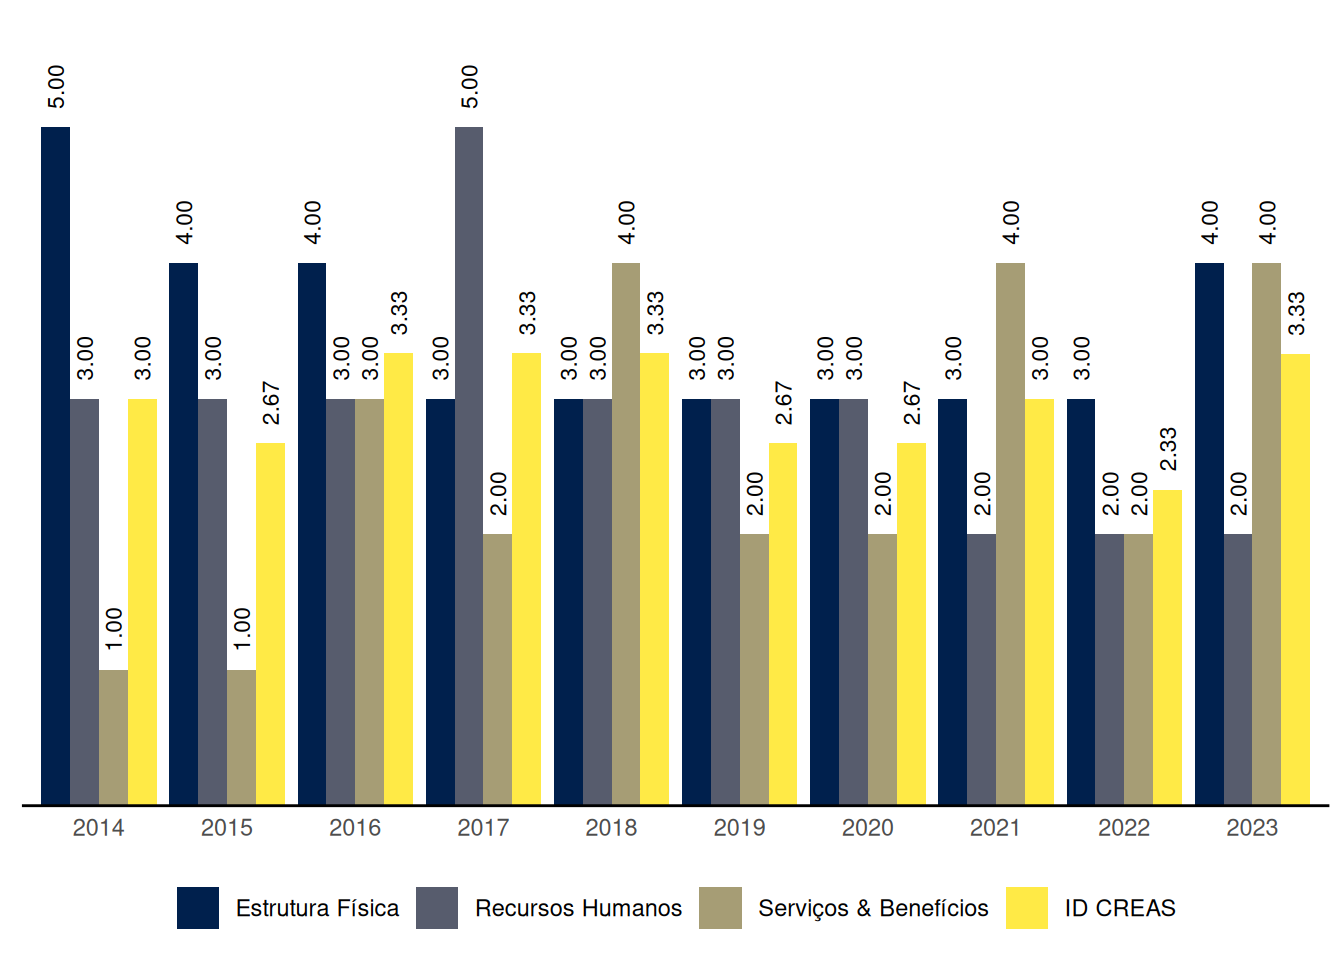 5.00 3.00 1.00 3.00 4.00 3.00 1.00 2.67 4.00 3.00 3.00 3.33 3.00 5.00 2.00 3.33 3.00 3.00 4.00 3.33 3.00 3.00 2.00 2.67 3.00 3.00 2.00 2.67 3.00 2.00 4.00 3.00 3.00 2.00 2.00 2.33 4.00 2.00 4.00 3.33
2014 2015 2016 2017 2018 2019 2020 2021 2022 2023
Estrutura Física Recursos Humanos Serviços & Benefícios ID CREAS